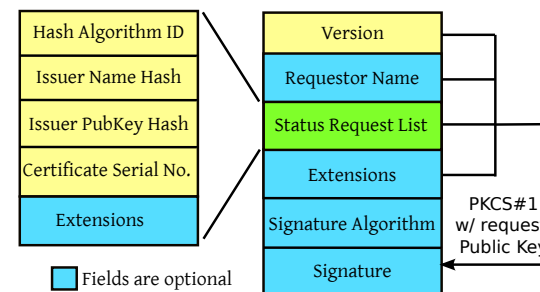 Hash Algorithm ID
Issuer Name Hash
Issuer PubKey Hash
Certificate Serial No.
Extensions
Fields are optional
Version
Requestor Name
Status Request List
Extensions
Signature Algorithm
Signature
PKCS#1
w/ reques
Public Key